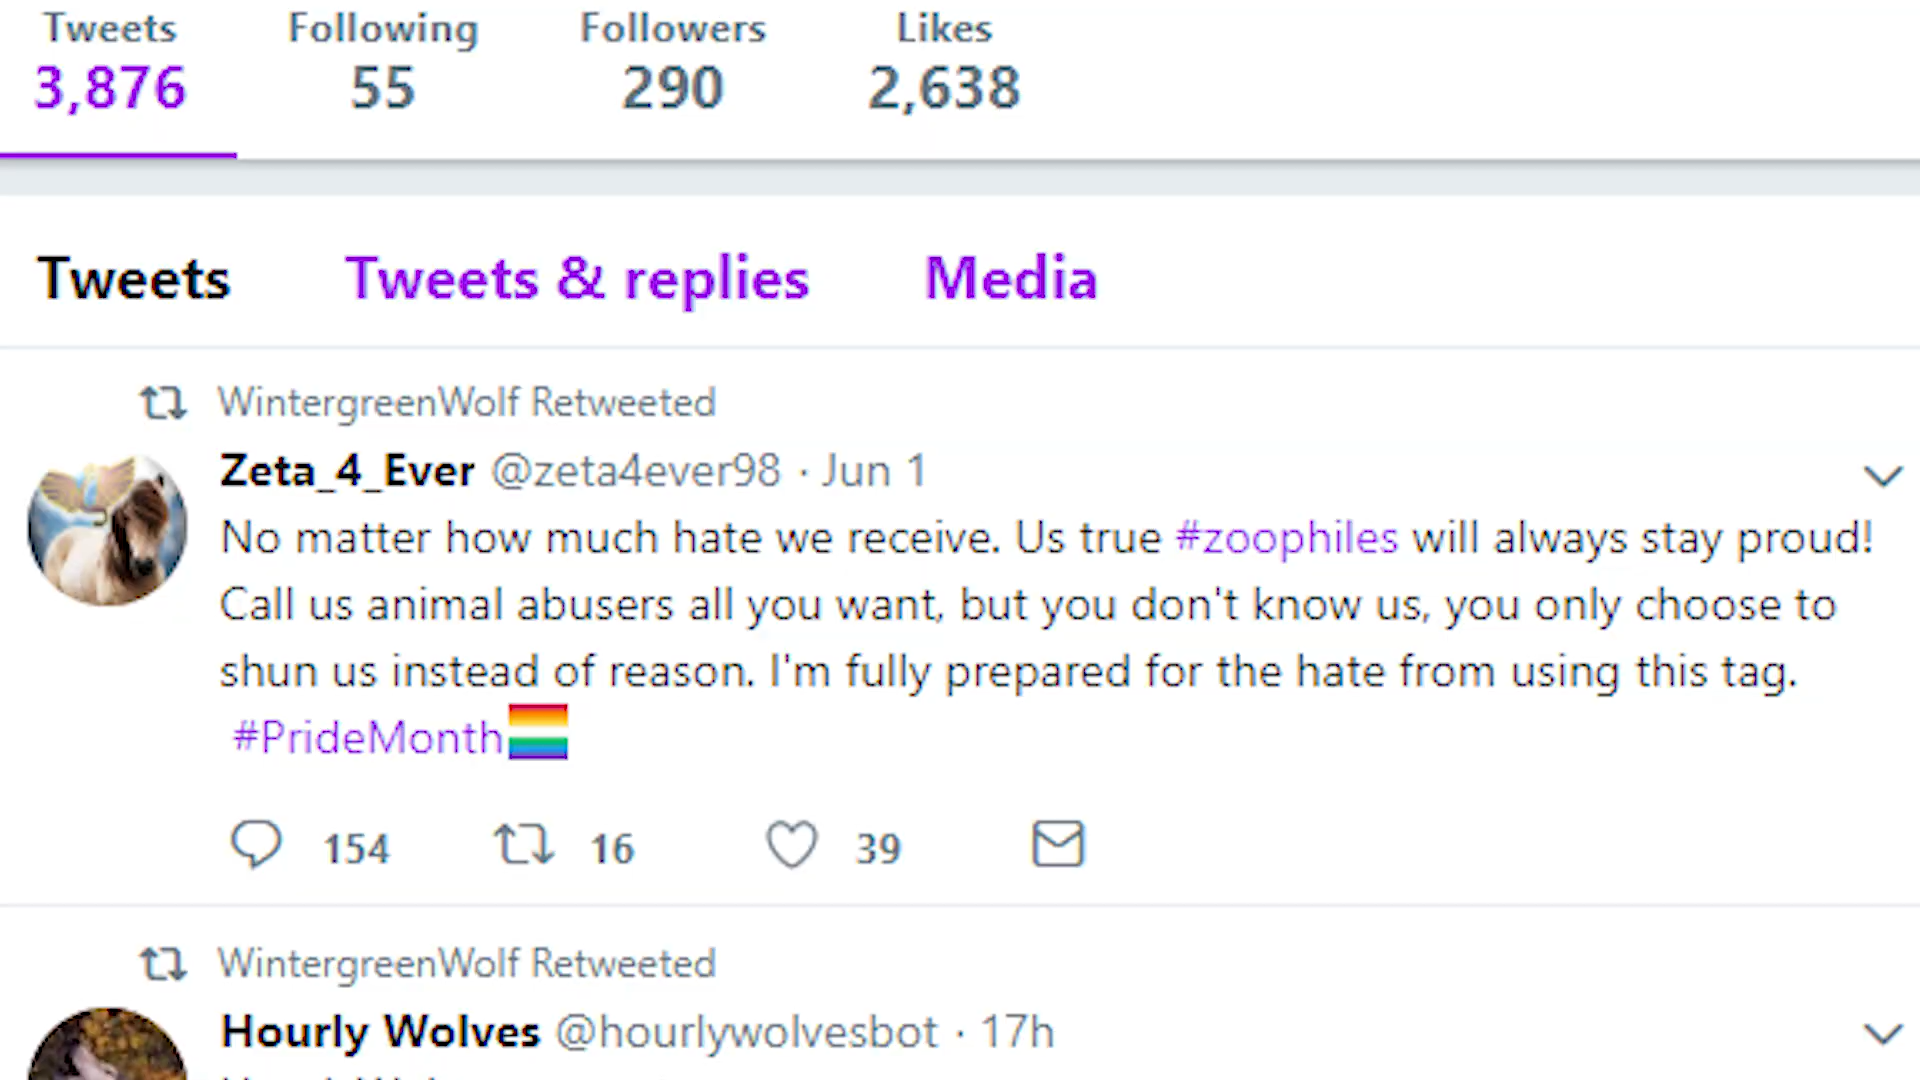 Tweets Following Followers Likes
3,876 55 290 2,638
Tweets Tweets & replies Media
WintergreenWolf Retweeted
Zeta_4_Ever @zeta4ever98 · Jun 1
No matter how much hate we receive. Us true #zoophiles will always stay proud!
Call us animal abusers all you want, but you don't know us, you only choose to
shun us instead of reason. I'm fully prepared for the hate from using this tag.
#PrideMonth
154 16 39
WintergreenWolf Retweeted
Hourly Wolves @hourlywolvesbot · 17h